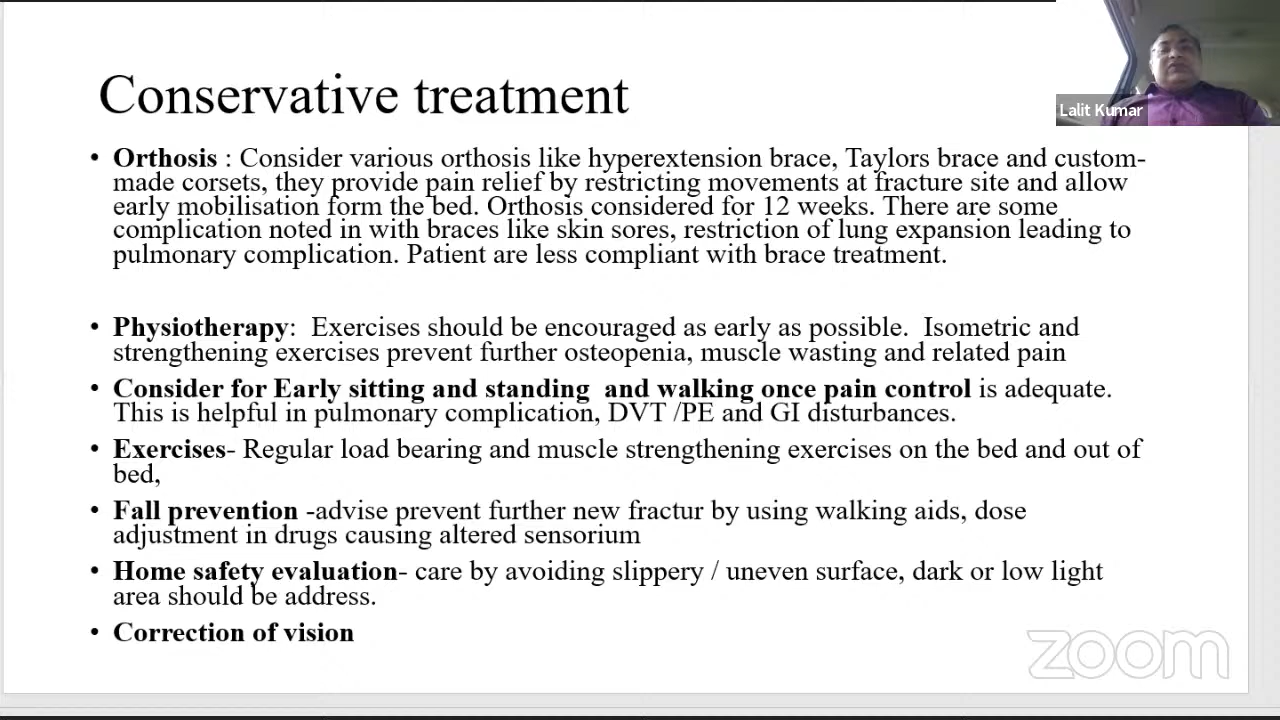 Conservative treatment
Lalit Kumar
• Orthosis : Consider various orthosis like hyperextension brace, Taylors brace and custom-
made corsets, they provide pain relief by restricting movements at fracture site and allow
early mobilisation form the bed. Orthosis considered for 12 weeks. There are some
complication noted in with braces like skin sores, restriction of lung expansion leading to
pulmonary complication. Patient are less compliant with brace treatment.
• Physiotherapy: Exercises should be encouraged as early as possible. Isometric and
strengthening exercises prevent further osteopenia, muscle wasting and related pain
• Consider for Early sitting and standing and walking once pain control is adequate.
This is helpful in pulmonary complication, DVT /PE and GI disturbances.
• Exercises- Regular load bearing and muscle strengthening exercises on the bed and out of
bed,
• Fall prevention -advise prevent further new fractur by using walking aids, dose
adjustment in drugs causing altered sensorium
• Home safety evaluation- care by avoiding slippery / uneven surface, dark or low light
area should be address.
• Correction of vision
zoom